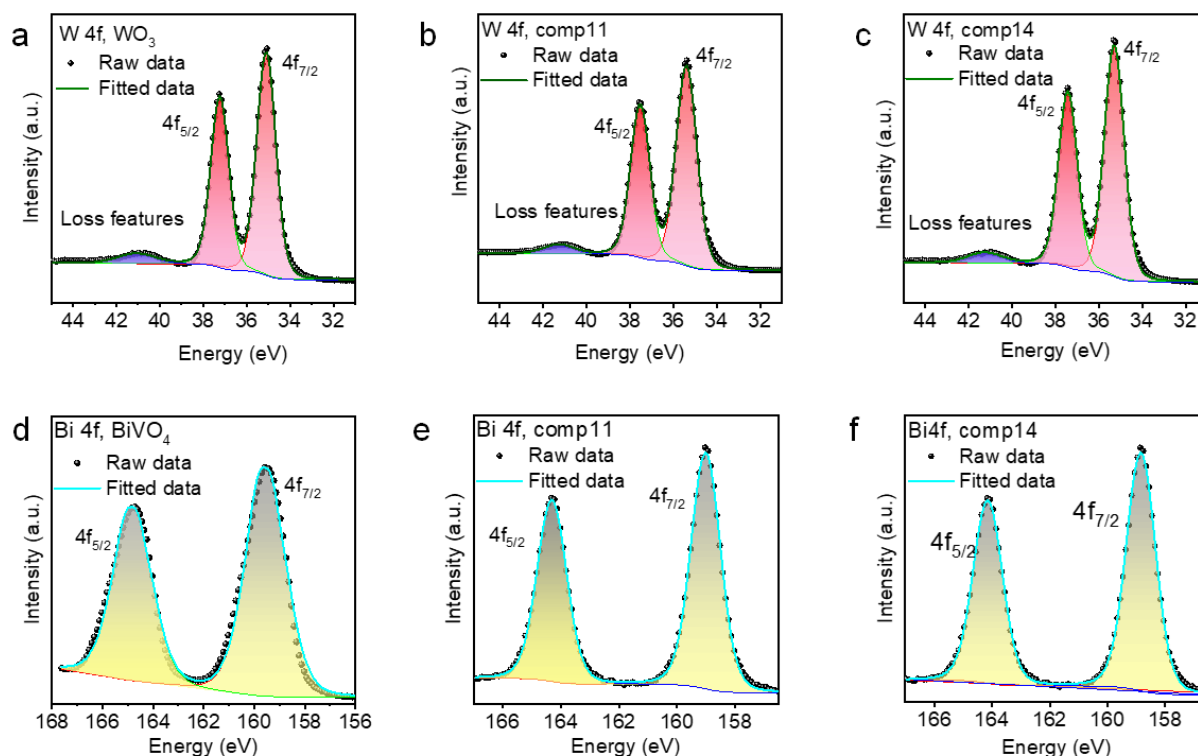 a
W 4f, WO₃
Raw data
Fitted data
4f₇/₂
4f₅/₂
Loss features
Intensity (a.u.)
44 42 40 38 36 34 32
Energy (eV)
b
W 4f, comp11
Raw data
Fitted data
4f₇/₂
4f₅/₂
Loss features
Intensity (a.u.)
44 42 40 38 36 34 32
Energy (eV)
c
W 4f, comp14
Raw data
Fitted data
4f₇/₂
4f₅/₂
Loss features
Intensity (a.u.)
44 42 40 38 36 34 32
Energy (eV)
d
Bi 4f, BiVO₄
Raw data
Fitted data
4f₇/₂
4f₅/₂
Intensity (a.u.)
168 166 164 162 160 158 156
Energy (eV)
e
Bi 4f, comp11
Raw data
Fitted data
4f₇/₂
4f₅/₂
Intensity (a.u.)
166 164 162 160 158
Energy (eV)
f
Bi4f, comp14
Raw data
Fitted data
4f₇/₂
4f₅/₂
Intensity (a.u.)
166 164 162 160 158
Energy (eV)